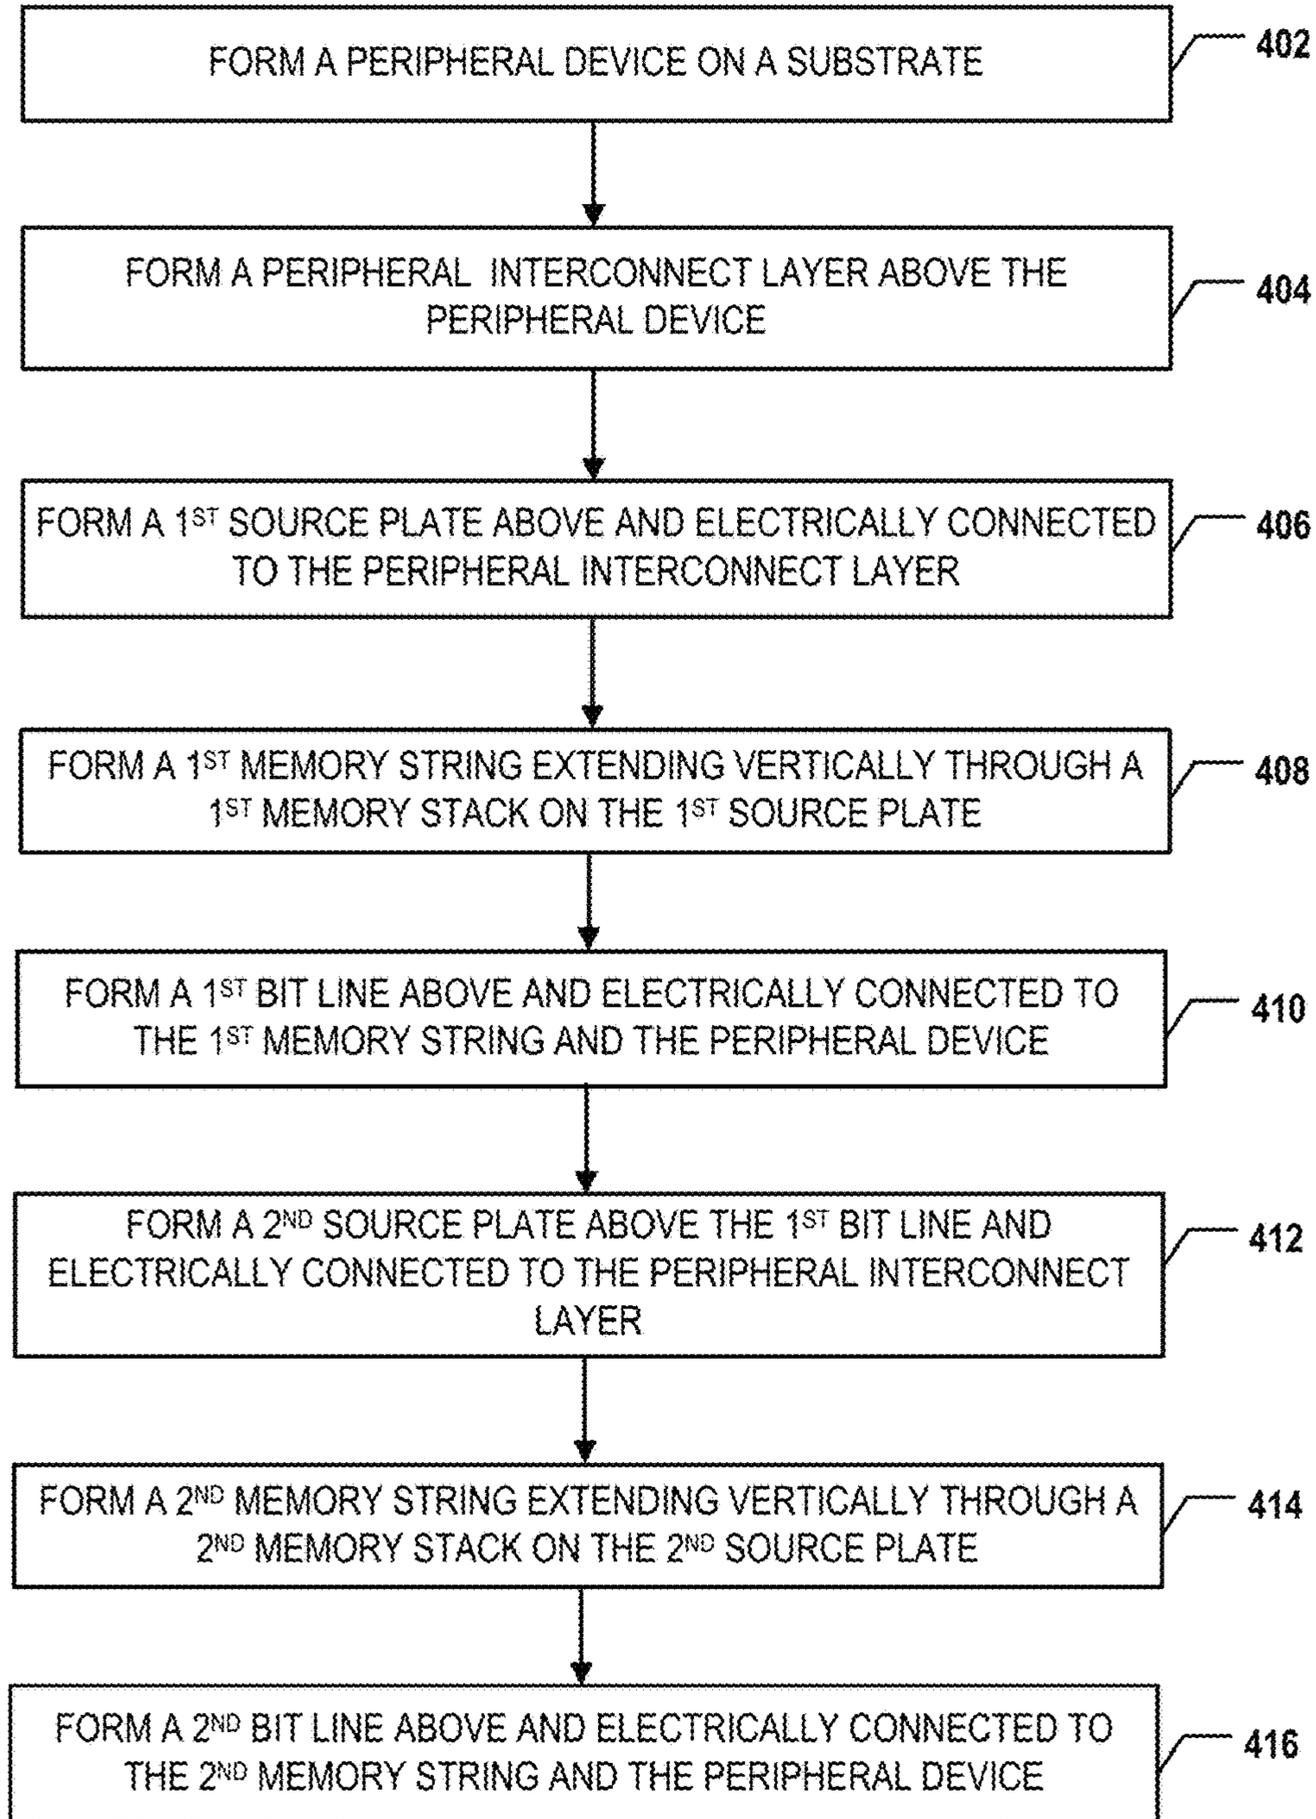 FORM A PERIPHERAL DEVICE ON A SUBSTRATE
402
FORM A PERIPHERAL INTERCONNECT LAYER ABOVE THE
PERIPHERAL DEVICE
404
FORM A 1ST SOURCE PLATE ABOVE AND ELECTRICALLY CONNECTED
TO THE PERIPHERAL INTERCONNECT LAYER
406
FORM A 1ST MEMORY STRING EXTENDING VERTICALLY THROUGH A
1ST MEMORY STACK ON THE 1ST SOURCE PLATE
408
FORM A 1ST BIT LINE ABOVE AND ELECTRICALLY CONNECTED TO
THE 1ST MEMORY STRING AND THE PERIPHERAL DEVICE
410
FORM A 2ND SOURCE PLATE ABOVE THE 1ST BIT LINE AND
ELECTRICALLY CONNECTED TO THE PERIPHERAL INTERCONNECT
LAYER
412
FORM A 2ND MEMORY STRING EXTENDING VERTICALLY THROUGH A
2ND MEMORY STACK ON THE 2ND SOURCE PLATE
414
FORM A 2ND BIT LINE ABOVE AND ELECTRICALLY CONNECTED TO
THE 2ND MEMORY STRING AND THE PERIPHERAL DEVICE
416